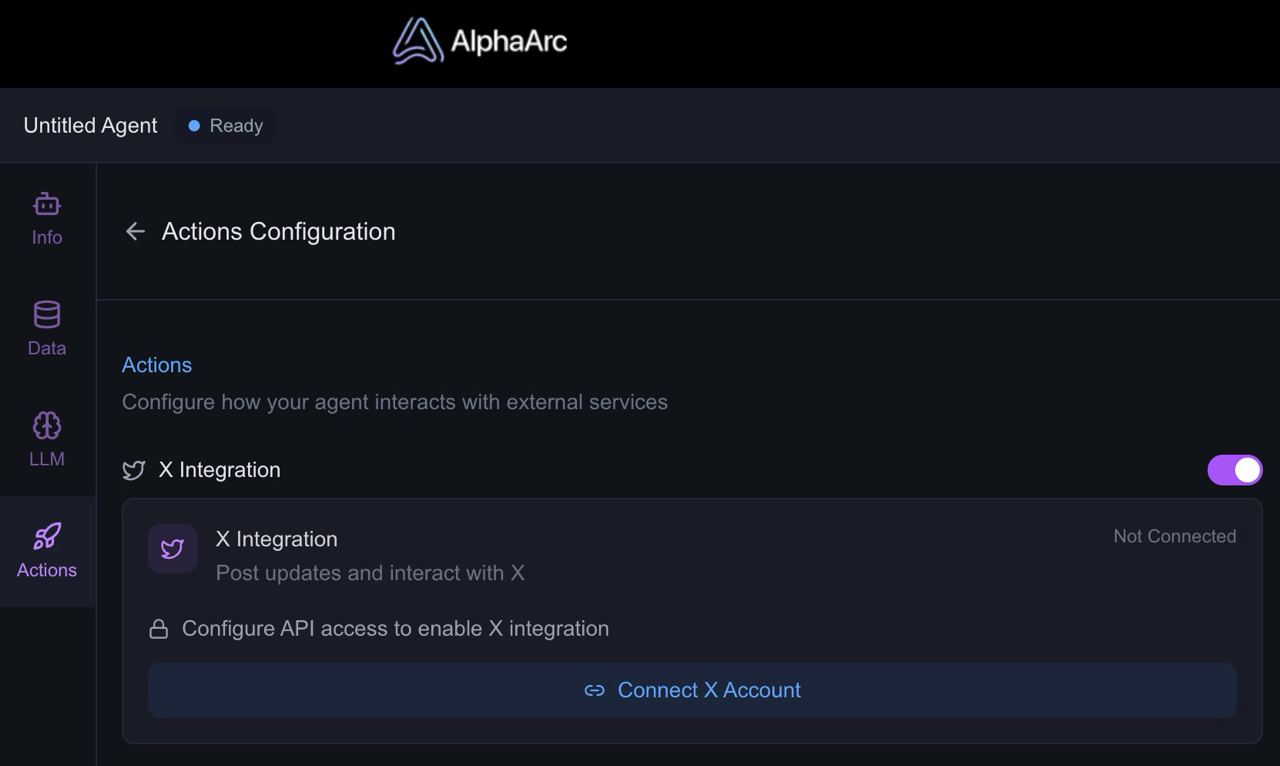 AlphaArc
Untitled Agent
Ready
Info
Data
LLM
Actions
Actions Configuration
Actions
Configure how your agent interacts with external services
X Integration
X Integration
Not Connected
Post updates and interact with X
Configure API access to enable X integration
Connect X Account